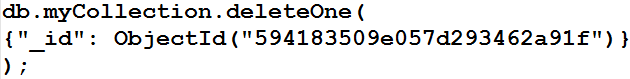 db.myCollection.deleteOne(
{"_id": ObjectId("594183509e057d293462a91f")}
);